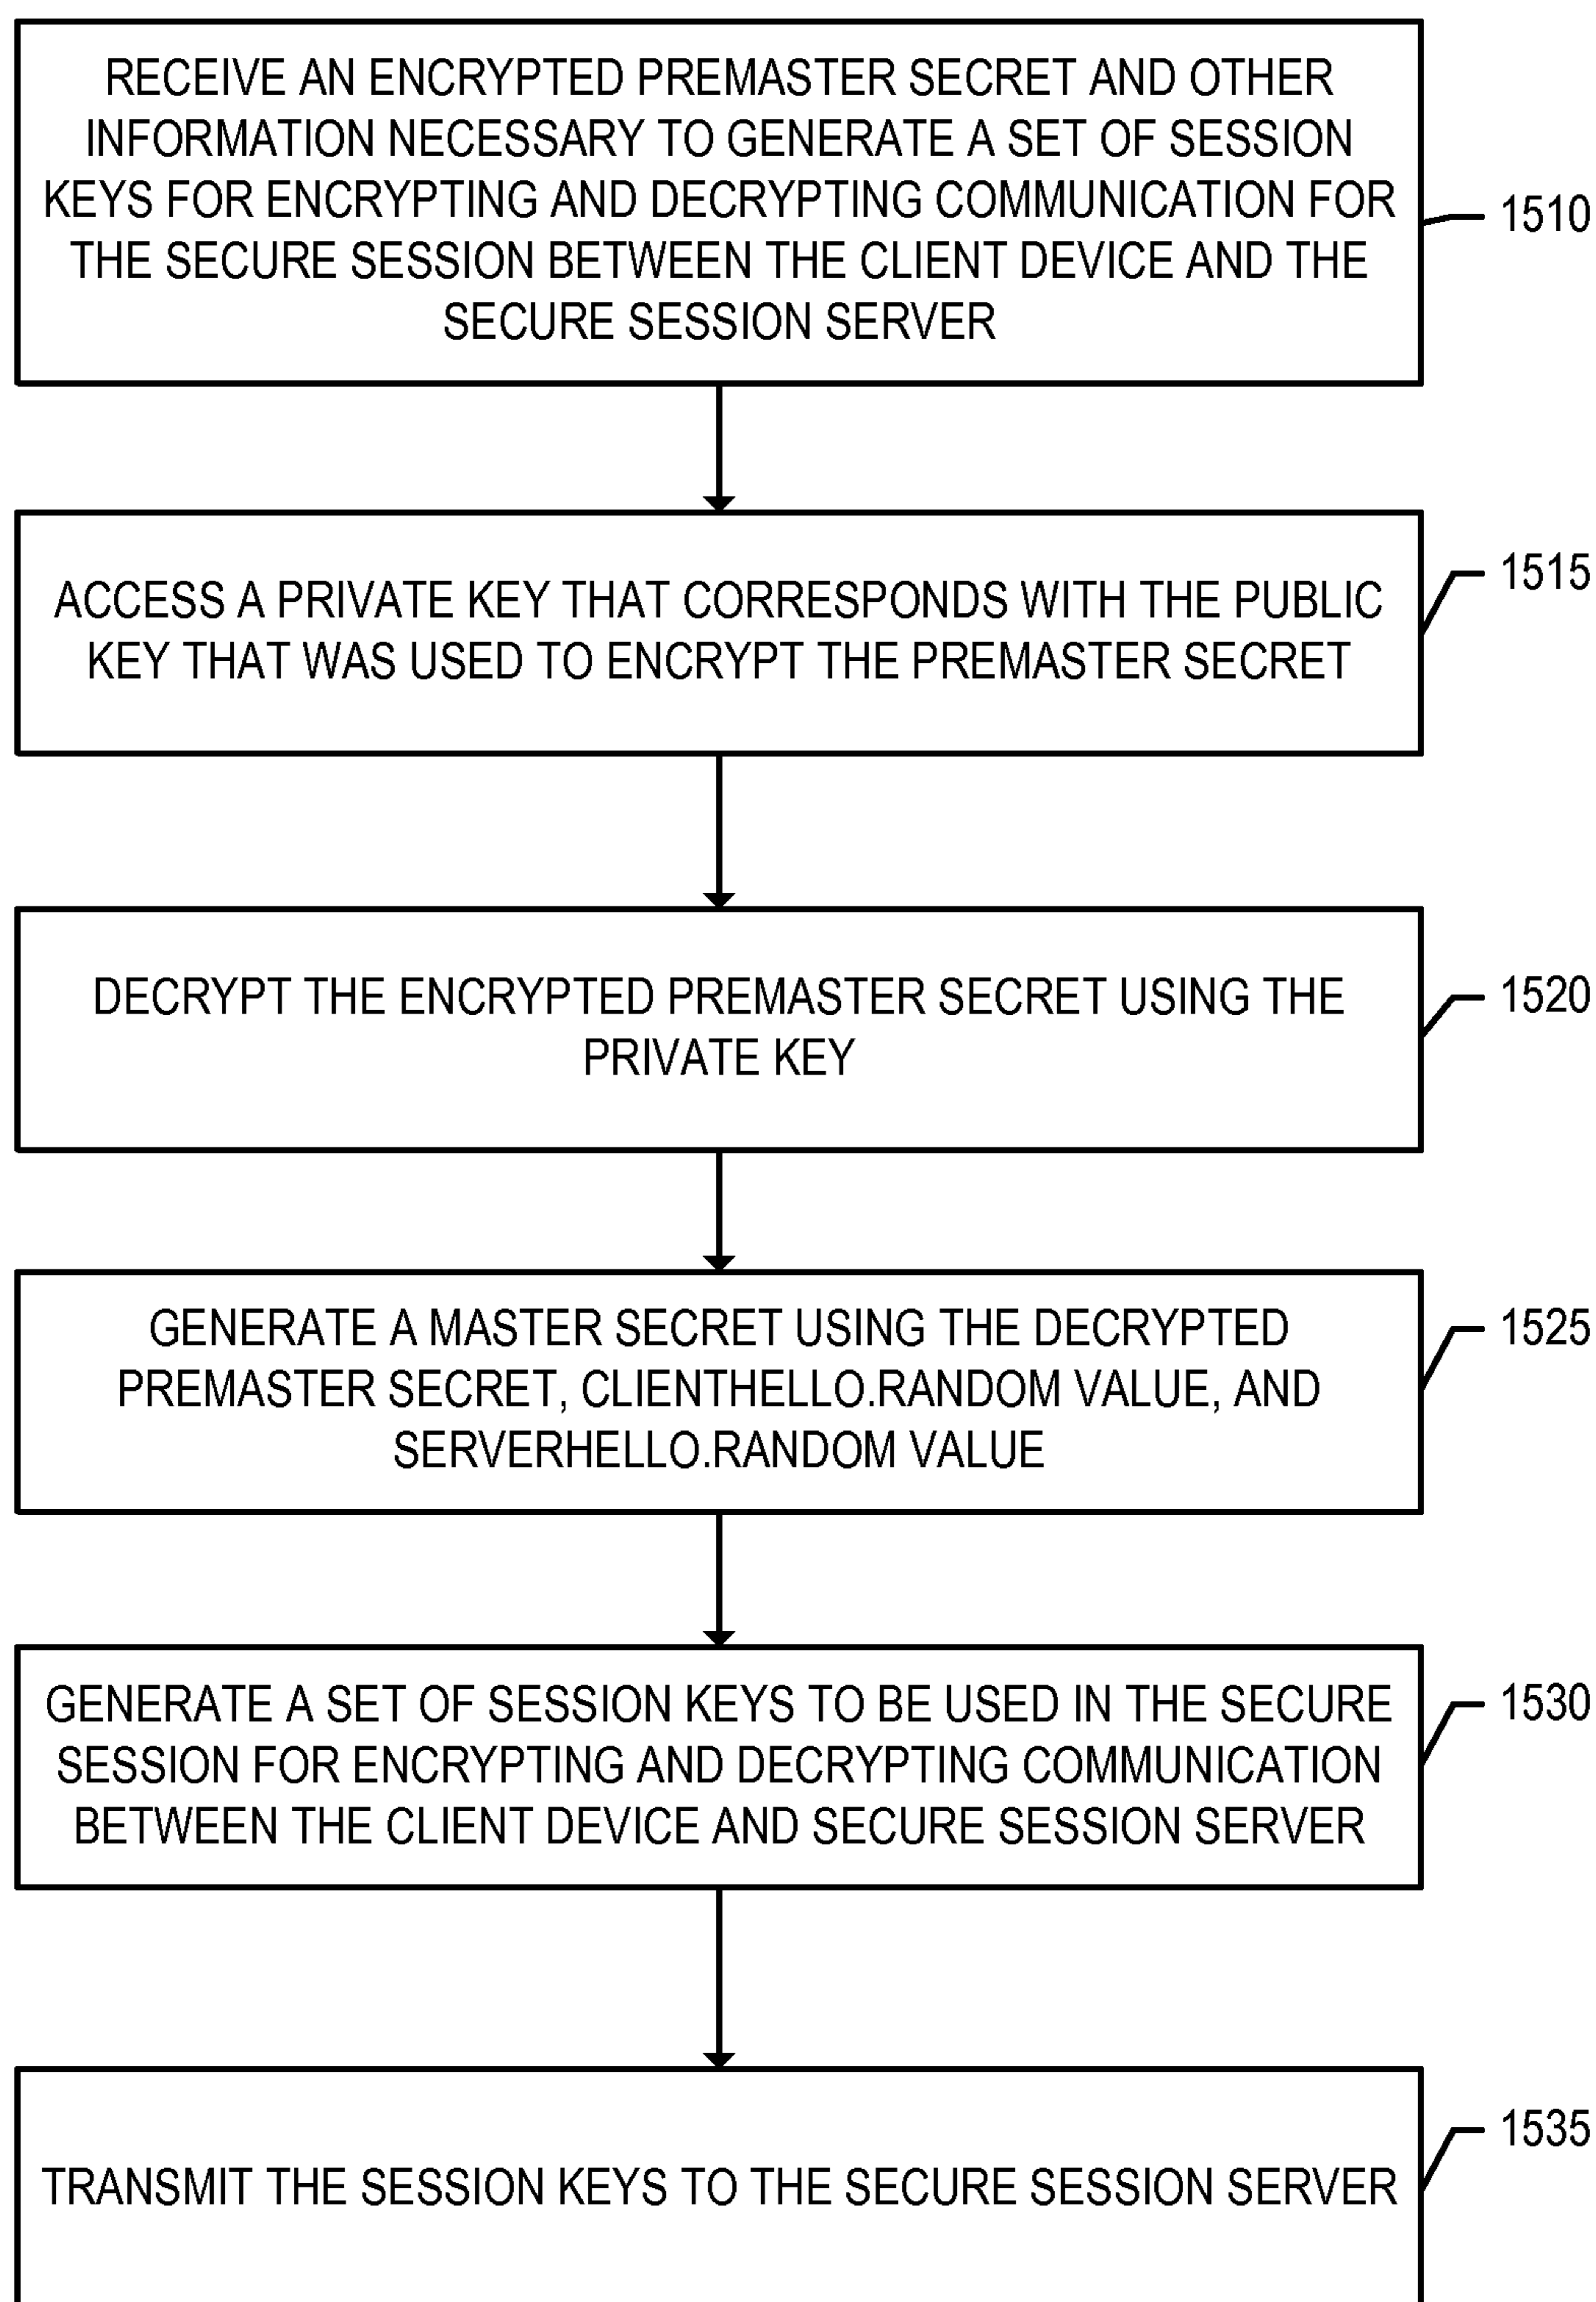 RECEIVE AN ENCRYPTED PREMASTER SECRET AND OTHER
INFORMATION NECESSARY TO GENERATE A SET OF SESSION
KEYS FOR ENCRYPTING AND DECRYPTING COMMUNICATION FOR
THE SECURE SESSION BETWEEN THE CLIENT DEVICE AND THE
SECURE SESSION SERVER
1510
ACCESS A PRIVATE KEY THAT CORRESPONDS WITH THE PUBLIC
KEY THAT WAS USED TO ENCRYPT THE PREMASTER SECRET
1515
DECRYPT THE ENCRYPTED PREMASTER SECRET USING THE
PRIVATE KEY
1520
GENERATE A MASTER SECRET USING THE DECRYPTED
PREMASTER SECRET, CLIENTHELLO.RANDOM VALUE, AND
SERVERHELLO.RANDOM VALUE
1525
GENERATE A SET OF SESSION KEYS TO BE USED IN THE SECURE
SESSION FOR ENCRYPTING AND DECRYPTING COMMUNICATION
BETWEEN THE CLIENT DEVICE AND SECURE SESSION SERVER
1530
TRANSMIT THE SESSION KEYS TO THE SECURE SESSION SERVER
1535